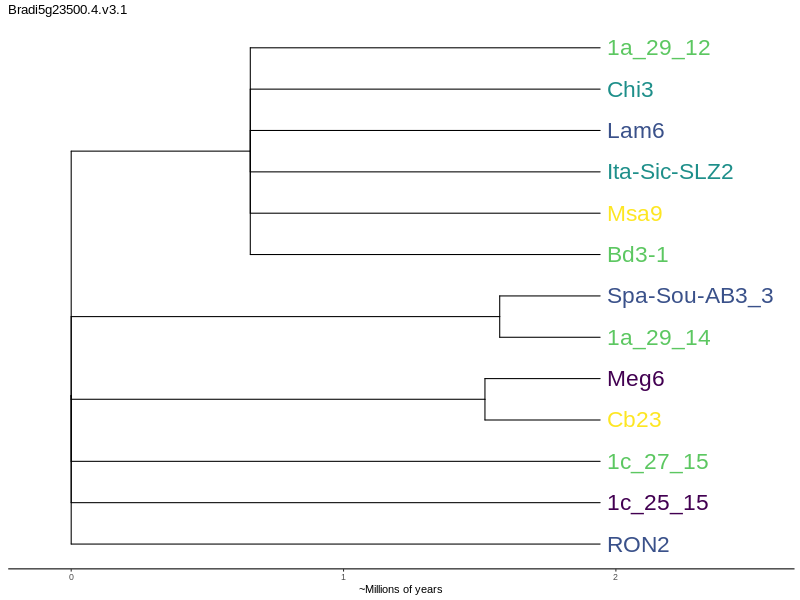 Bradi5g23500.4.v3.1
1a_29_12
Chi3
Lam6
Ita-Sic-SLZ2
Msa9
Bd3-1
Spa-Sou-AB3_3
1a_29_14
Meg6
Cb23
1c_27_15
1c_25_15
RON2
0 1 2
~Millions of years